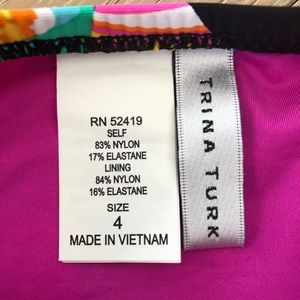 RN 52419
SELF
83% NYLON
17% ELASTANE
LINING
84% NYLON
16% ELASTANE
SIZE
4
MADE IN VIETNAM
TRINA TURK